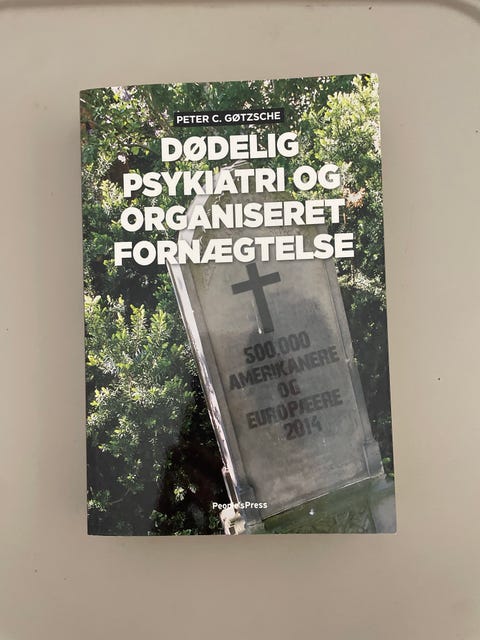 PETER C. GØTZSCHE
DØDELIG
PSYKIATRI OG
ORGANISERET
FORNÆGTELSE
500.000
AMERIKANERE
OG
EUROPÆERE
2014
People'sPress